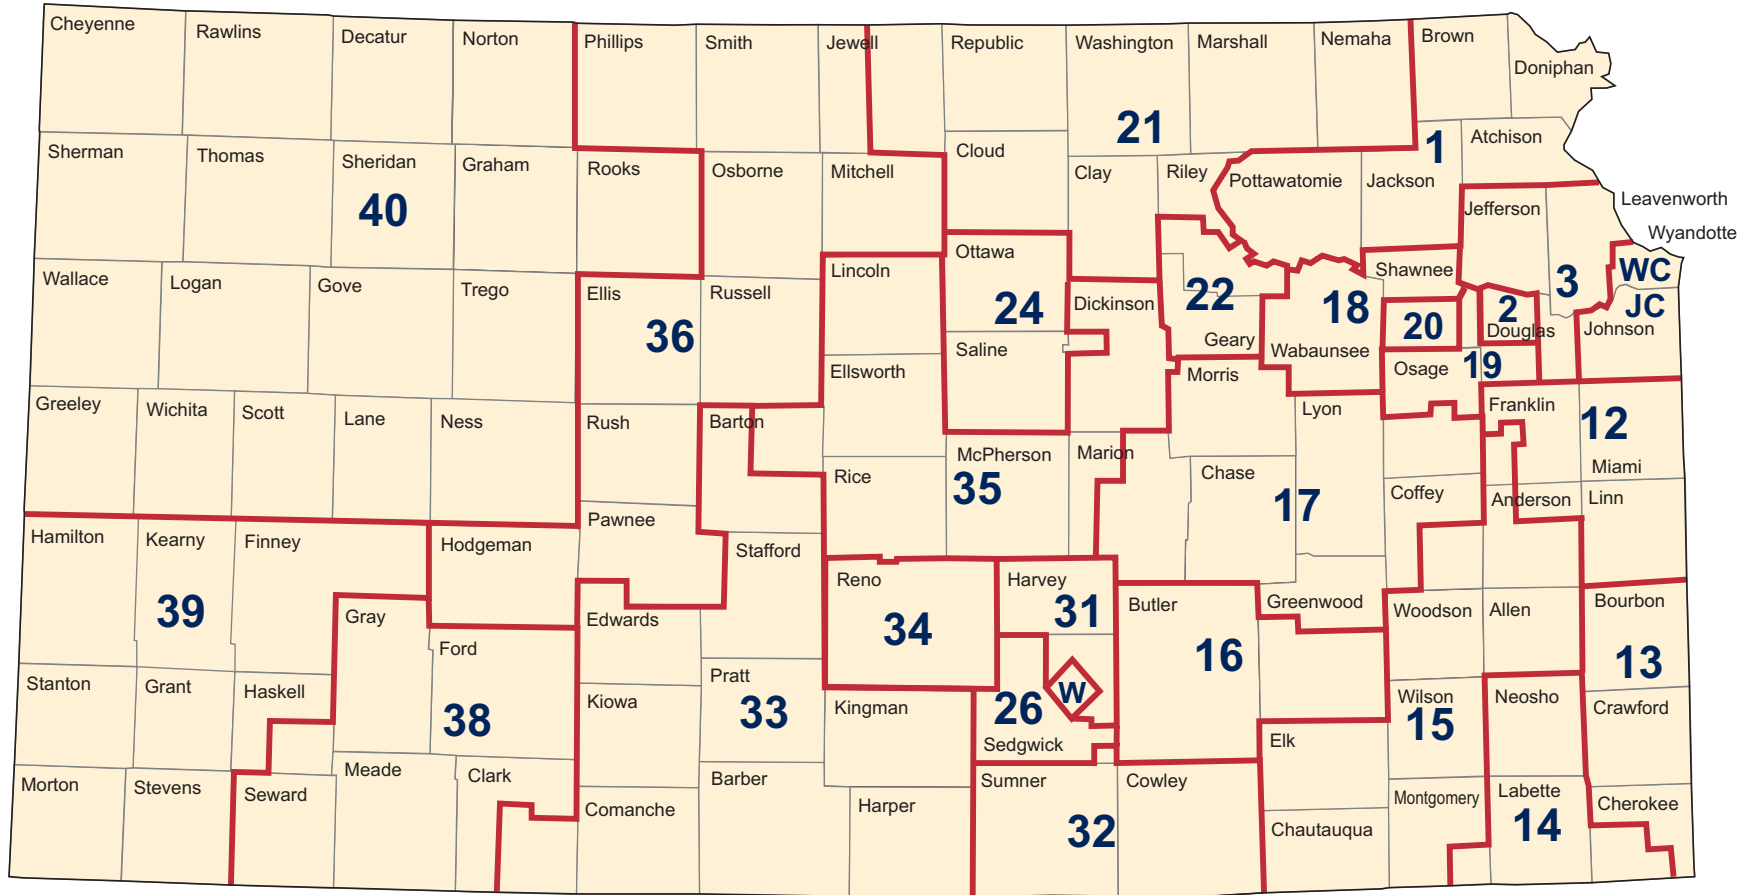 Cheyenne
Rawlins
Decatur
Norton
Phillips
Smith
Jewell
Republic
Washington
Marshall
Nemaha
Brown
Doniphan
21
1
Sherman
Thomas
Sheridan
Graham
Rooks
Osborne
Mitchell
Cloud
Clay
Riley
Pottawatomie
Jackson
Atchison
40
Jefferson
Leavenworth
Wyandotte
Wallace
Logan
Gove
Trego
Ellis
Russell
Lincoln
Ottawa
Dickinson
22
Geary
18
Shawnee
Wabaunsee
20
2
Douglas
3
WC
JC
Johnson
36
24
Saline
Ellsworth
Morris
Osage
19
Greeley
Wichita
Scott
Lane
Ness
Rush
Barton
Rice
McPherson
35
Marion
Lyon
Chase
17
Franklin
12
Miami
Coffey
Anderson
Linn
Hamilton
Kearny
Finney
Hodgeman
Pawnee
Stafford
39
Gray
Ford
Edwards
Reno
34
Harvey
31
Butler
16
Greenwood
Woodson
Allen
Bourbon
13
Stanton
Grant
Haskell
38
Kiowa
Pratt
33
Kingman
26
W
Sedgwick
Elk
Wilson
15
Neosho
Crawford
Morton
Stevens
Seward
Meade
Clark
Comanche
Barber
Harper
Sumner
Cowley
32
Chautauqua
Montgomery
Labette
14
Cherokee